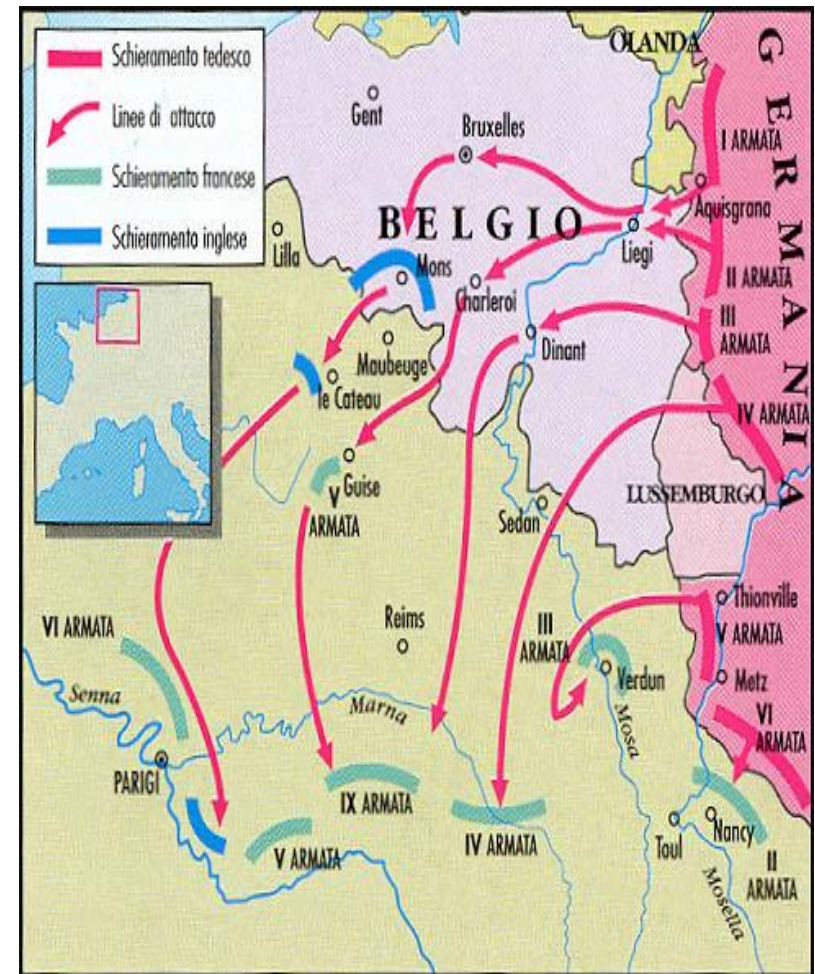 Schieramento tedesco
Linee di attacco
Schieramento francese
Schieramento inglese
OLANDA
GERMANIA
Gent
Bruxelles
I ARMATA
Aquisgrana
BELGIO
Liegi
Lilla
Mons
Charleroi
II ARMATA
III
ARMATA
Dinant
Maubeuge
le Cateau
IV ARMATA
Guise
V
ARMATA
LUSSEMBURGO
Sedan
Thionville
V ARMATA
Reims
III
ARMATA
Verdun
Metz
VI ARMATA
Senna
Marna
Mosa
VI
ARMATA
PARIGI
IX ARMATA
IV ARMATA
V ARMATA
Toul
Nancy
II
ARMATA
Mosella